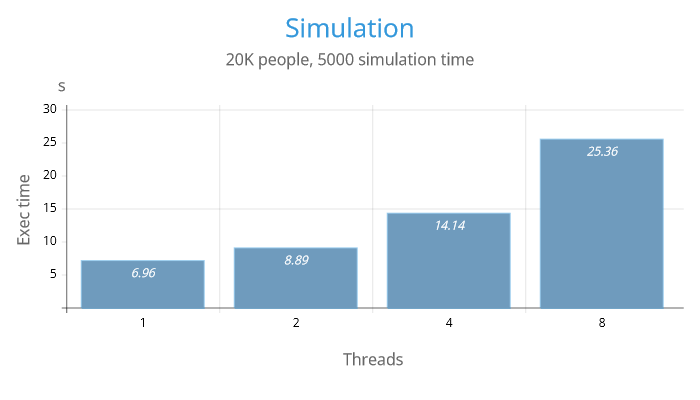 Simulation
20K people, 5000 simulation time
s
30
25
20
15
10
5
Exec time
6.96
8.89
14.14
25.36
1 2 4 8
Threads